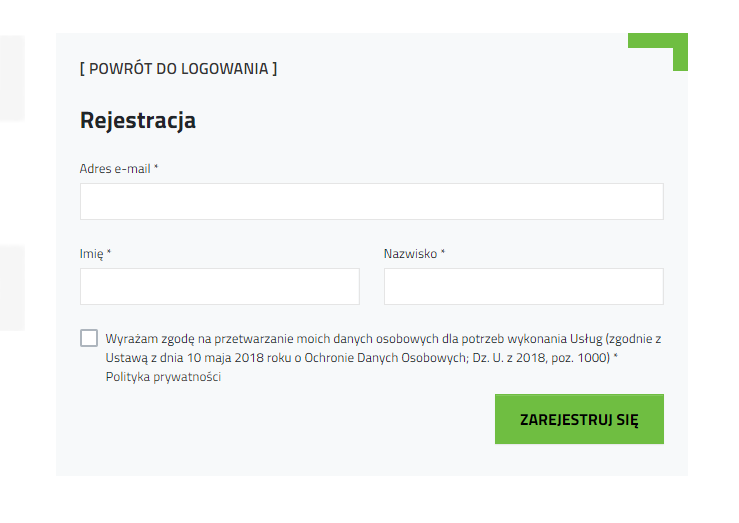 [ POWRÓT DO LOGOWANIA ]
Rejestracja
Adres e-mail *
Imię * Nazwisko *
Wyrażam zgodę na przetwarzanie moich danych osobowych dla potrzeb wykonania Usług (zgodnie z
Ustawą z dnia 10 maja 2018 roku o Ochronie Danych Osobowych; Dz. U. z 2018, poz. 1000) *
Polityka prywatności
ZAREJESTRUJ SIĘ